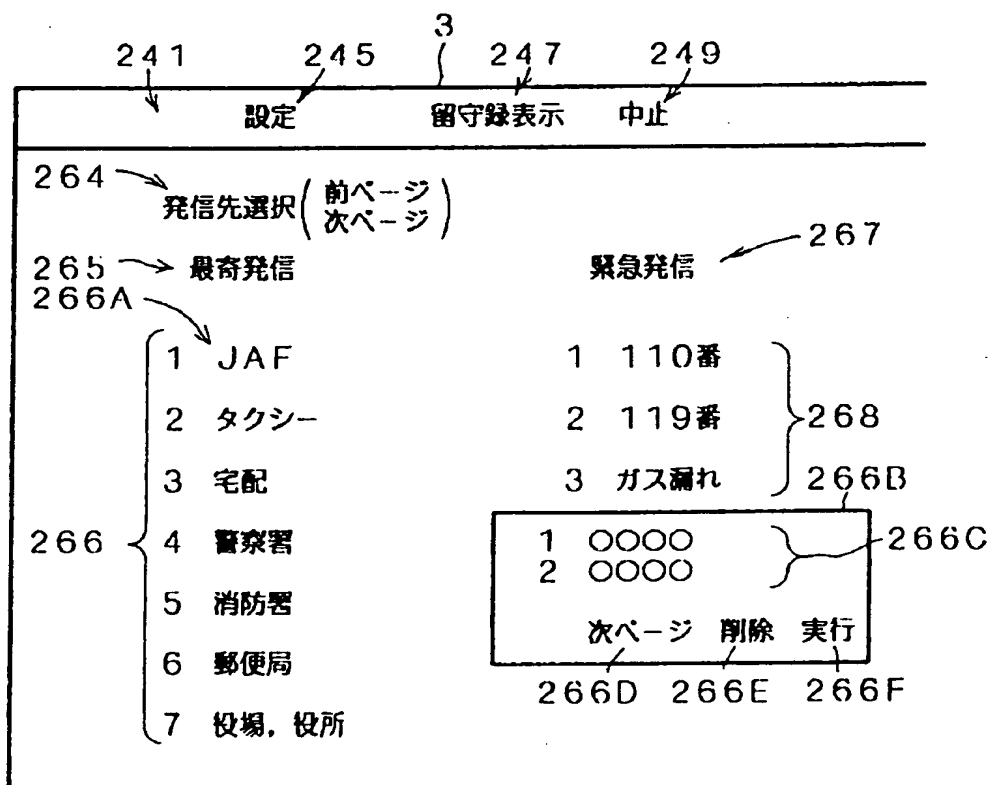 3
241 245 247 249
設定 留守録表示 中止
264
発信先選択(前ページ
次ページ)
267
265 最寄発信 緊急発信
266A
1 JAF 1 110番
2 タクシー 2 119番
268
3 宅配 3 ガス漏れ 266B
266 4 警察署 1 〇〇〇〇 266C
2 〇〇〇〇
5 消防署
次ページ 削除 実行
6 郵便局 266D 266E 266F
7 役場,役所